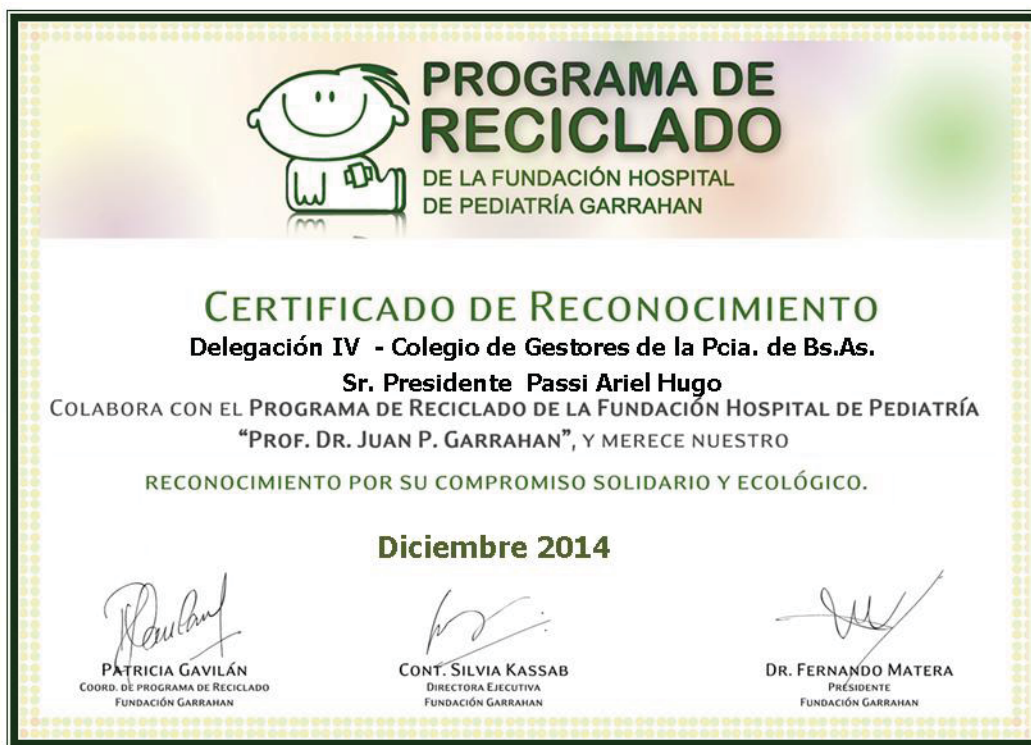 PROGRAMA DE
RECICLADO
DE LA FUNDACIÓN HOSPITAL
DE PEDIATRÍA GARRAHAN
CERTIFICADO DE RECONOCIMIENTO
Delegación IV - Colegio de Gestores de la Pcia. de Bs.As.
Sr. Presidente Passi Ariel Hugo
COLABORA CON EL PROGRAMA DE RECICLADO DE LA FUNDACIÓN HOSPITAL DE PEDIATRÍA
“PROF. DR. JUAN P. GARRAHAN”, Y MERECE NUESTRO
RECONOCIMIENTO POR SU COMPROMISO SOLIDARIO Y ECOLÓGICO.
Diciembre 2014
PATRICIA GAVILÁN
COORD. DE PROGRAMA DE RECICLADO
FUNDACIÓN GARRAHAN
CONT. SILVIA KASSAB
DIRECTORA EJECUTIVA
FUNDACIÓN GARRAHAN
DR. FERNANDO MATERA
PRESIDENTE
FUNDACIÓN GARRAHAN